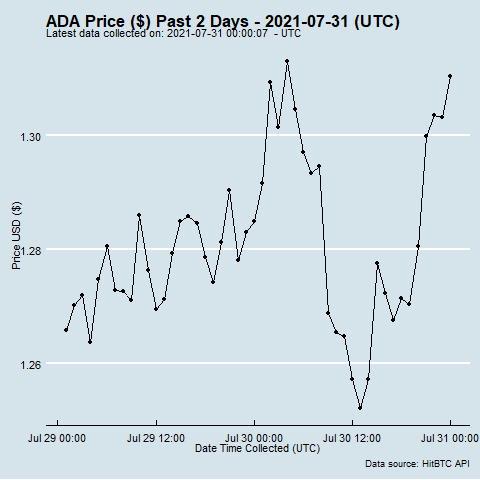 ADA Price ($) Past 2 Days - 2021-07-31 (UTC)
Latest data collected on: 2021-07-31 00:00:07  - UTC
1.30
1.28
1.26
Price USD ($)
Jul 29 00:00 Jul 29 12:00 Jul 30 00:00 Jul 30 12:00 Jul 31 00:00
Date Time Collected (UTC)
Data source: HitBTC API